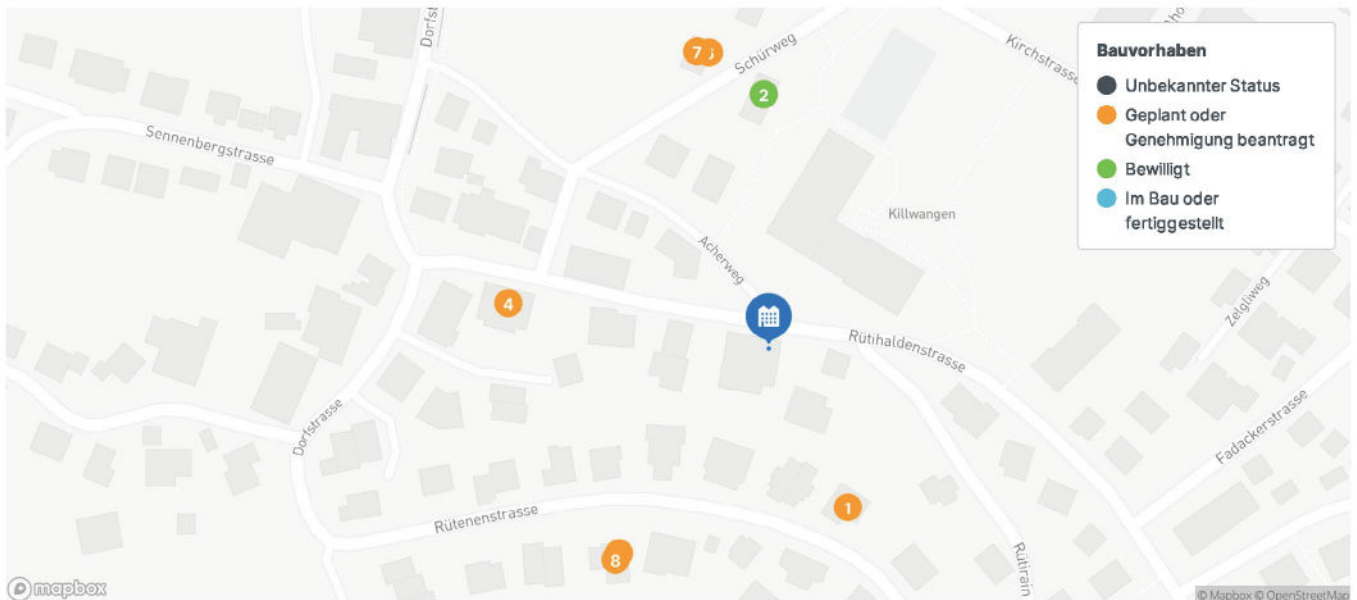 Dorfst
7
Schürweg
Kirchstrasse
2
Sennenbergstrasse
Killwangen
Acherweg
Zelgliweg
4
Rütihaldenstrasse
Dorfstrasse
Fadackerstrasse
1
Rütenenstrasse
8
Rütirain
Bauvorhaben
Unbekannter Status
Geplant oder
Genehmigung beantragt
Bewilligt
Im Bau oder
fertiggestellt
mapbox
© Mapbox © OpenStreetMap